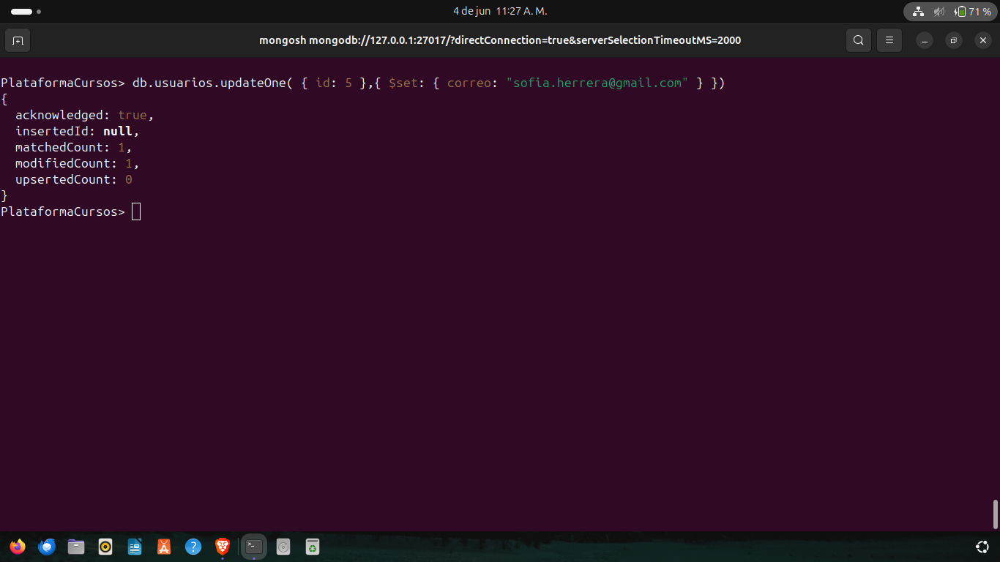 4 de jun 11:27 A. M.
71 %
mongosh mongodb://127.0.0.1:27017/?directConnection=true&serverSelectionTimeoutMS=2000
PlataformaCursos> db.usuarios.updateOne( { id: 5 },{ $set: { correo: "sofia.herrera@gmail.com" } })
{
  acknowledged: true,
  insertedId: null,
  matchedCount: 1,
  modifiedCount: 1,
  upsertedCount: 0
}
PlataformaCursos>